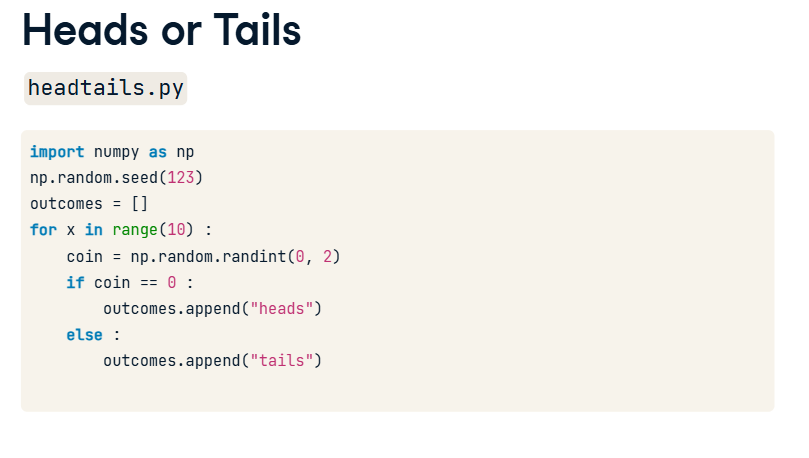 Heads or Tails
headtails.py
import numpy as np
np.random.seed(123)
outcomes = []
for x in range(10) :
    coin = np.random.randint(0, 2)
    if coin == 0 :
        outcomes.append("heads")
    else :
        outcomes.append("tails")